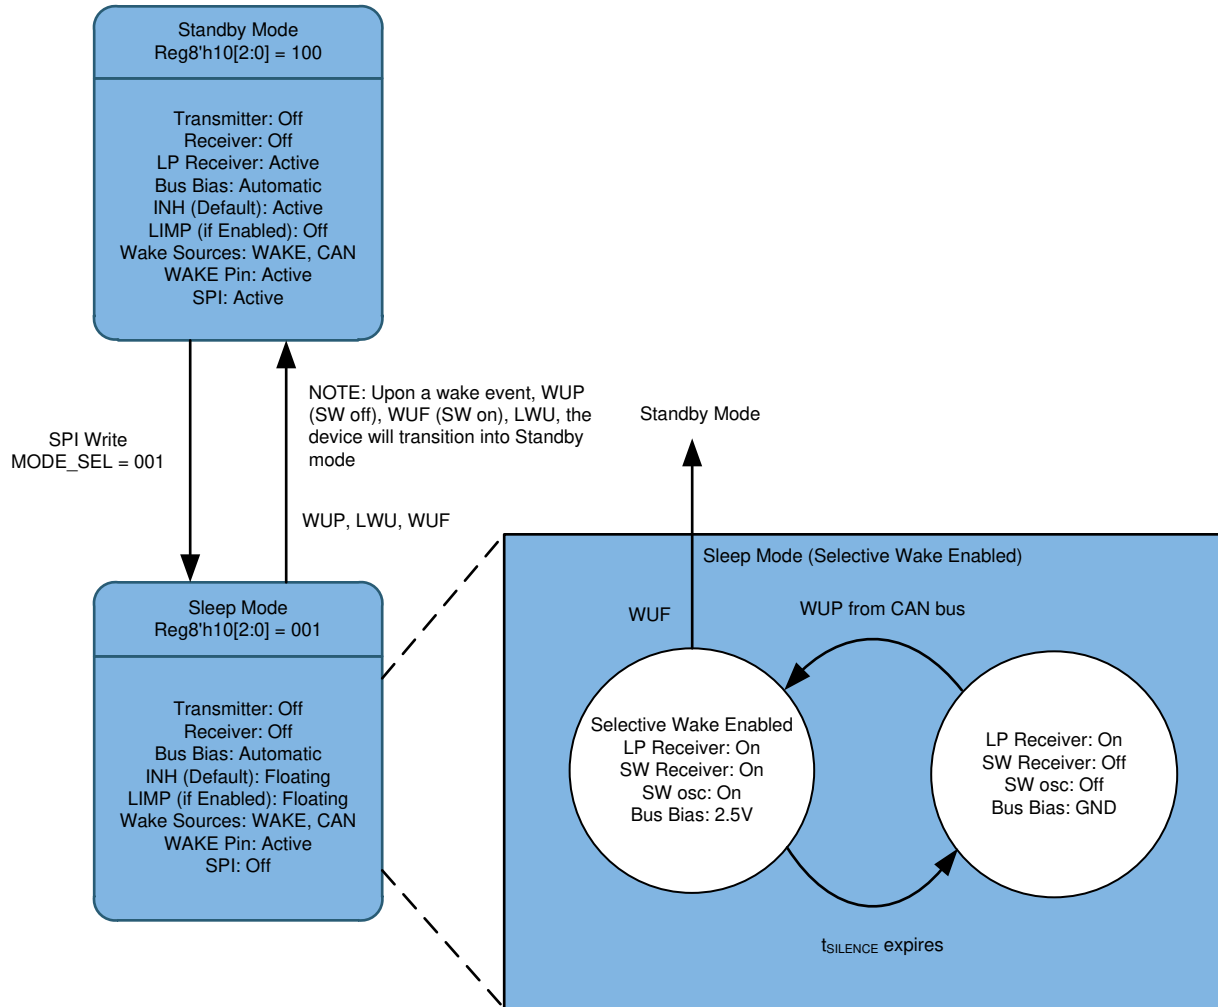 Standby Mode
Reg8'h10[2:0] = 100
Transmitter: Off
Receiver: Off
LP Receiver: Active
Bus Bias: Automatic
INH (Default): Active
LIMP (if Enabled): Off
Wake Sources: WAKE, CAN
WAKE Pin: Active
SPI: Active
SPI Write
MODE_SEL = 001
NOTE: Upon a wake event, WUP
(SW off), WUF (SW on), LWU, the
device will transition into Standby
mode
WUP, LWU, WUF
Sleep Mode
Reg8'h10[2:0] = 001
Transmitter: Off
Receiver: Off
Bus Bias: Automatic
INH (Default): Floating
LIMP (if Enabled): Floating
Wake Sources: WAKE, CAN
WAKE Pin: Active
SPI: Off
Standby Mode
Sleep Mode (Selective Wake Enabled)
WUF
WUP from CAN bus
Selective Wake Enabled
LP Receiver: On
SW Receiver: On
SW osc: On
Bus Bias: 2.5V
LP Receiver: On
SW Receiver: Off
SW osc: Off
Bus Bias: GND
tSILENCE expires